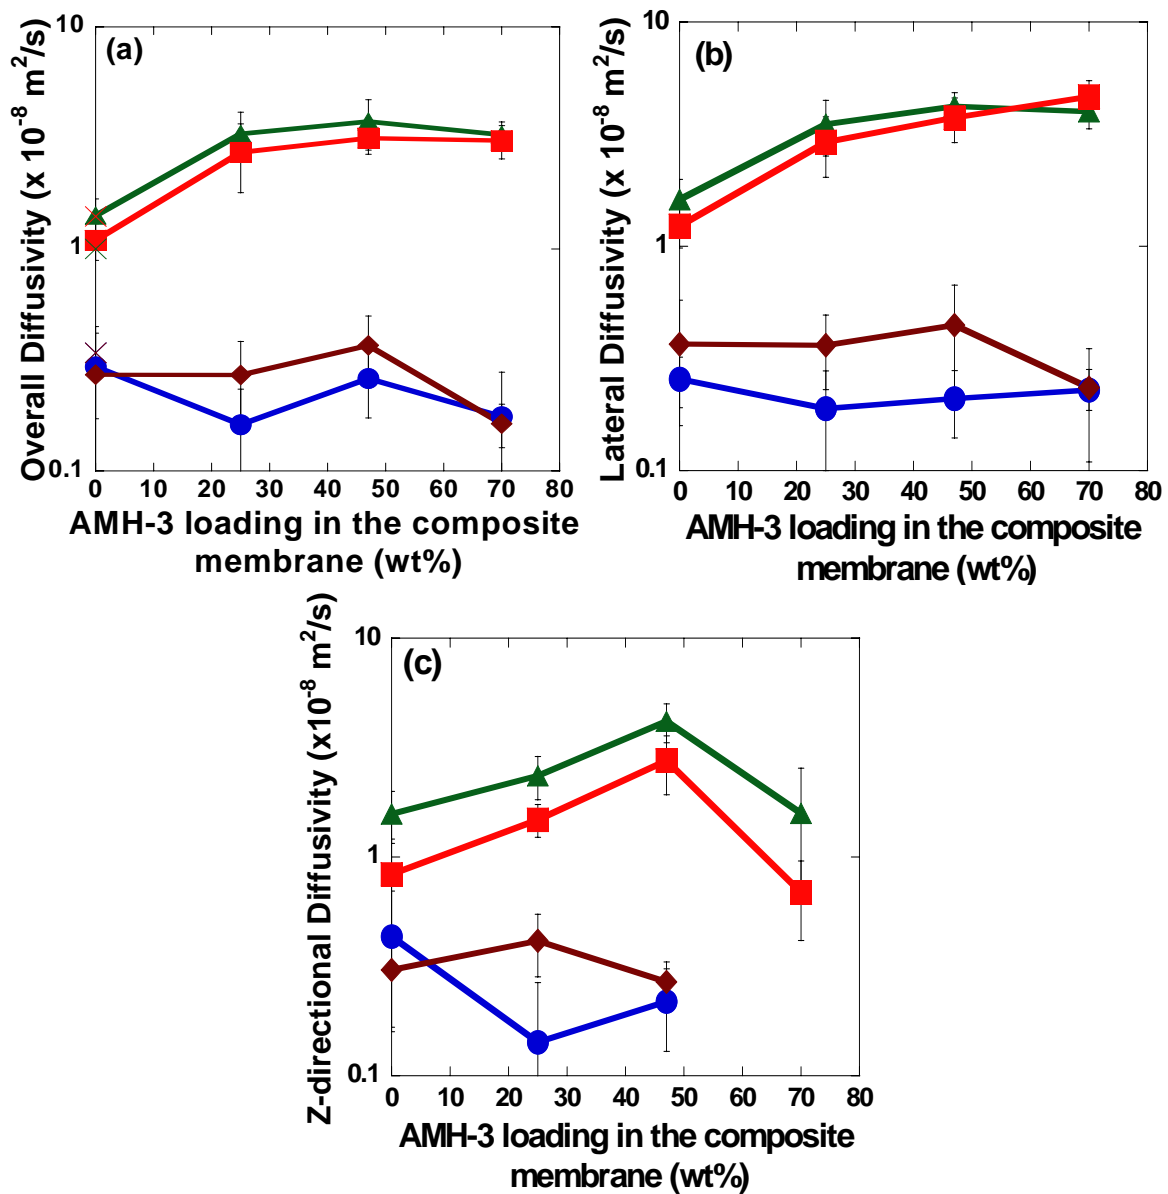 (a)
Overall Diffusivity (x 10⁻⁸ m²/s)
10
1
0.1
0 10 20 30 40 50 60 70 80
AMH-3 loading in the composite
membrane (wt%)
(b)
Lateral Diffusivity (x 10⁻⁸ m²/s)
10
1
0.1
0 10 20 30 40 50 60 70 80
AMH-3 loading in the composite
membrane (wt%)
(c)
Z-directional Diffusivity (x10⁻⁸ m²/s)
10
1
0.1
0 10 20 30 40 50 60 70 80
AMH-3 loading in the composite
membrane (wt%)